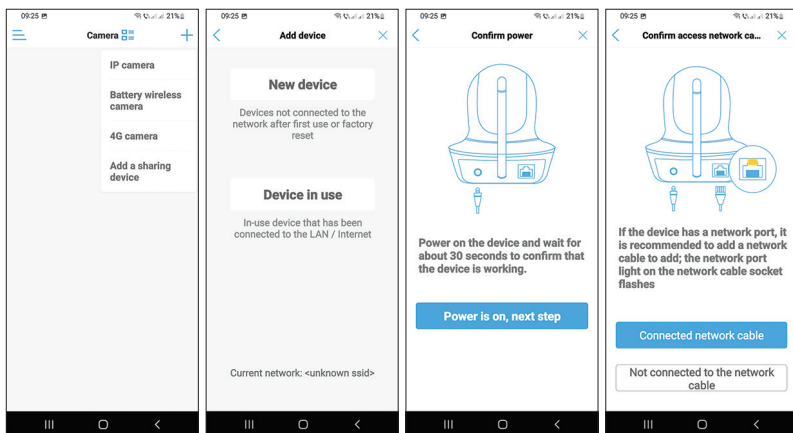 09:25 21%
Camera
IP camera
Battery wireless
camera
4G camera
Add a sharing
device
09:25 21%
Add device
New device
Devices not connected to the
network after first use or factory
reset
Device in use
In-use device that has been
connected to the LAN / Internet
Current network: <unknown ssid>
09:25 21%
Confirm power
Power on the device and wait for
about 30 seconds to confirm that
the device is working.
Power is on, next step
09:25 21%
Confirm access network ca...
If the device has a network port, it
is recommended to add a network
cable to add; the network port
light on the network cable socket
flashes
Connected network cable
Not connected to the network
cable